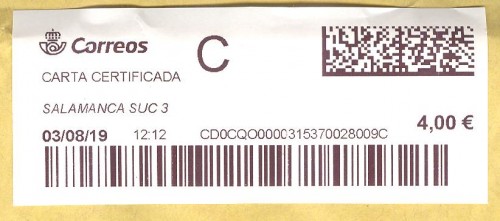 Correos
C
CARTA CERTIFICADA
SALAMANCA SUC 3
4,00 €
03/08/19 12:12 CD0CQO0000315370028009C